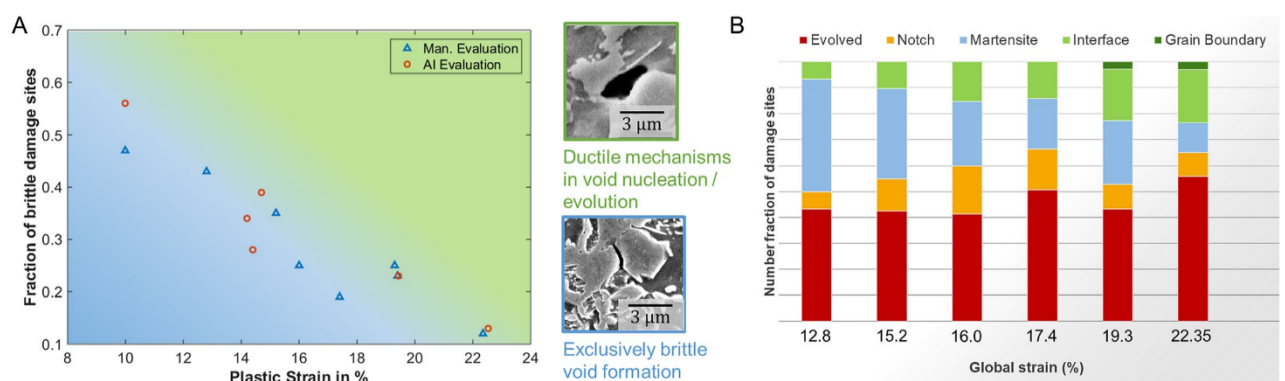 A
Fraction of brittle damage sites
0.7
0.6
0.5
0.4
0.3
0.2
0.1
8
10
12
14
16
18
20
22
24
Plastic Strain in %
Man. Evaluation
AI Evaluation
3 μm
Ductile mechanisms
in void nucleation /
evolution
3 μm
Exclusively brittle
void formation
B
Evolved
Notch
Martensite
Interface
Grain Boundary
Number fraction of damage sites
12.8
15.2
16.0
17.4
19.3
22.35
Global strain (%)